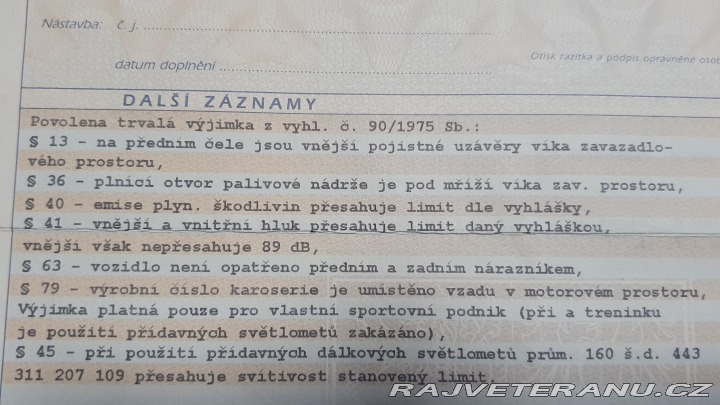 Nástavba: č. j.
Otisk razítka a podpis oprávněné osob
datum doplnění
DALŠÍ ZÁZNAMY
Povolena trvalá výjimka z vyhl. č. 90/1975 Sb.:
§ 13 - na předním čele jsou vnější pojistné uzávěry víka zavazadlo-
vého prostoru,
§ 36 - plnící otvor palivové nádrže je pod mříží víka zav. prostoru,
§ 40 - emise plyn. škodlivin přesahuje limit dle vyhlášky,
§ 41 - vnější a vnitřní hluk přesahuje limit daný vyhláškou,
vnější však nepřesahuje 89 dB,
§ 63 - vozidlo není opatřeno předním a zadním nárazníkem,
§ 79 - výrobní číslo karoserie je umístěno vzadu v motorovém prostoru,
Výjimka platná pouze pro vlastní sportovní podnik (při a treninku
je použití přídavných světlometů zakázáno),
§ 45 - při použití přídavných dálkových světlometů prům. 160 š.d. 443
311 207 109 přesahuje svítivost stanovený limit.
RAJVETERANU.CZ